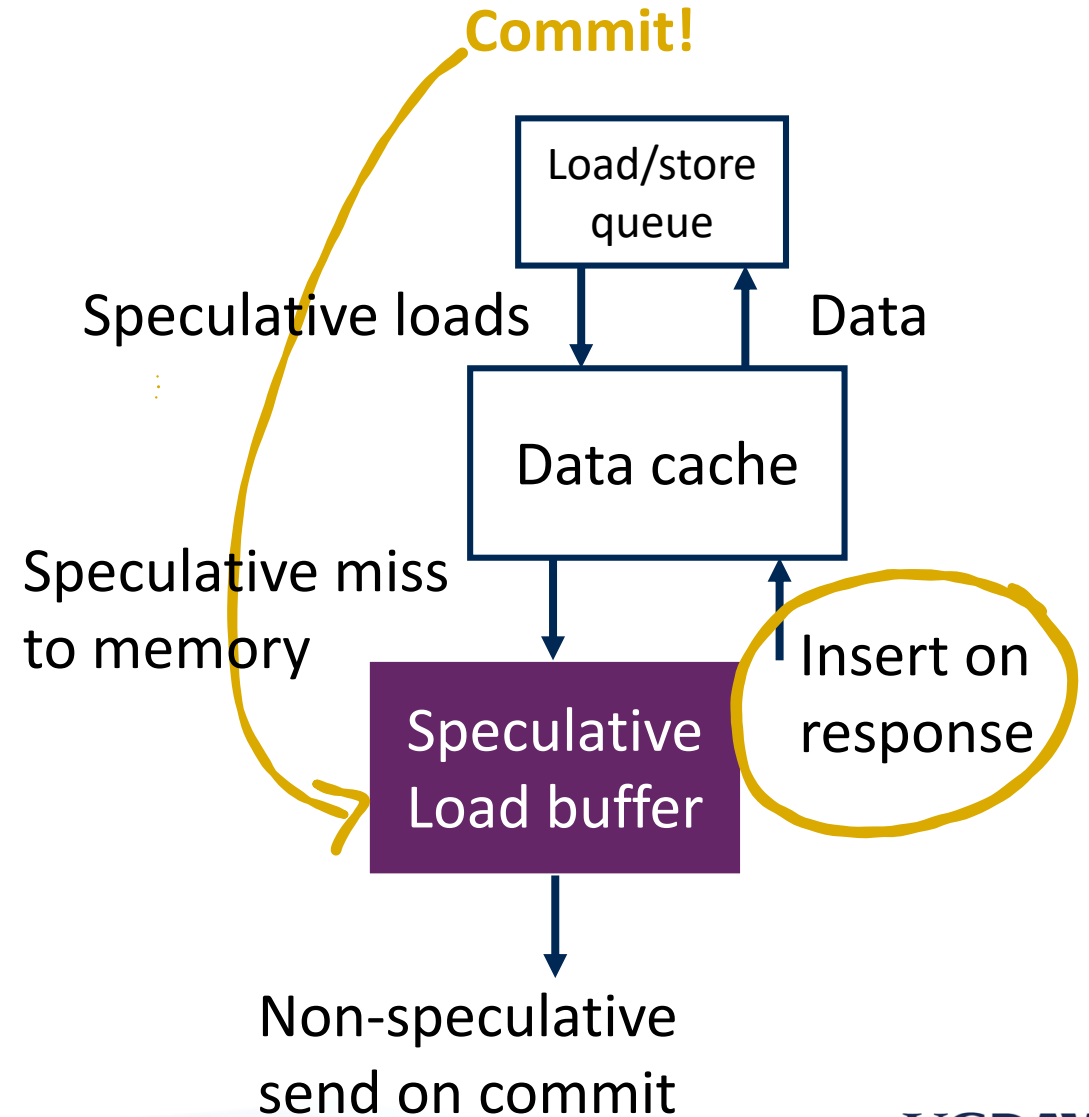 Commit!
Load/store
queue
Speculative loads
Data
Data cache
Speculative miss
to memory
Insert on
response
Speculative
Load buffer
Non-speculative
send on commit